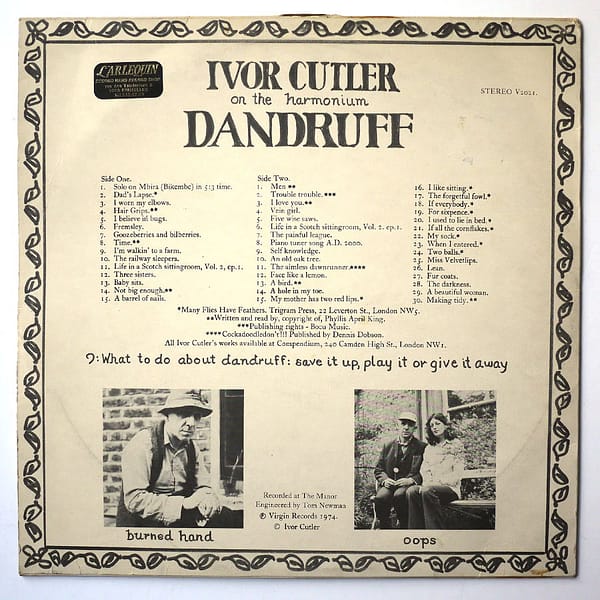 CARLEQUIN
IVOR CUTLER
on the harmonium
DANDRUFF
STEREO V2021.
Side One.
1. Solo on Mbira (Bikembe) in 5:3 time.
2. Dad's Lapse.*
3. I worn my elbows.
4. Hair Grips.**
5. I believe in bugs.
6. Fremsley.
7. Goozeberries and bilberries.
8. Time.**
9. I'm walkin' to a farm.
10. The railway sleepers.
11. Life in a Scotch sittingroom, Vol. 2, ep.1.
12. Three sisters.
13. Baby sits.
14. Not big enough.**
15. A barrel of nails.
Side Two.
1. Men **
2. Trouble trouble.***
3. I love you.**
4. Vein girl.
5. Five wise saws.
6. Life in a Scotch sittingroom, Vol. 2. ep.1.
7. The painful league.
8. Piano tuner song A.D. 2000.
9. Self knowledge.
10. An old oak tree.
11. The aimless dawnrunner.****
12. Face like a lemon.
13. A bird.**
14. A hole in my toe.
15. My mother has two red lips.*
16. I like sitting.*
17. The forgetful fowl.*
18. If everybody.*
19. For sixpence.*
20. I used to lie in bed.*
21. If all the cornflakes.*
22. My sock.*
23. When I entered.*
24. Two balls.*
25. Miss Velvetlips.
26. Lean.
27. Fur coats.
28. The darkness.
29. A beautiful woman.
30. Making tidy.**
*Many Flies Have Feathers. Trigram Press, 22 Leverton St., London NW5.
**Written and read by, copyright of, Phyllis April King.
***Publishing rights - Bocu Music.
****Cockadoodledon't!!! Published by Dennis Dobson.
All Ivor Cutler's works available at Compendium, 240 Camden High St., London NW1.
?: What to do about dandruff: save it up, play it or give it away
Recorded at The Manor
Engineered by Tom Newman
℗ Virgin Records 1974.
© Ivor Cutler
burned hand
oops